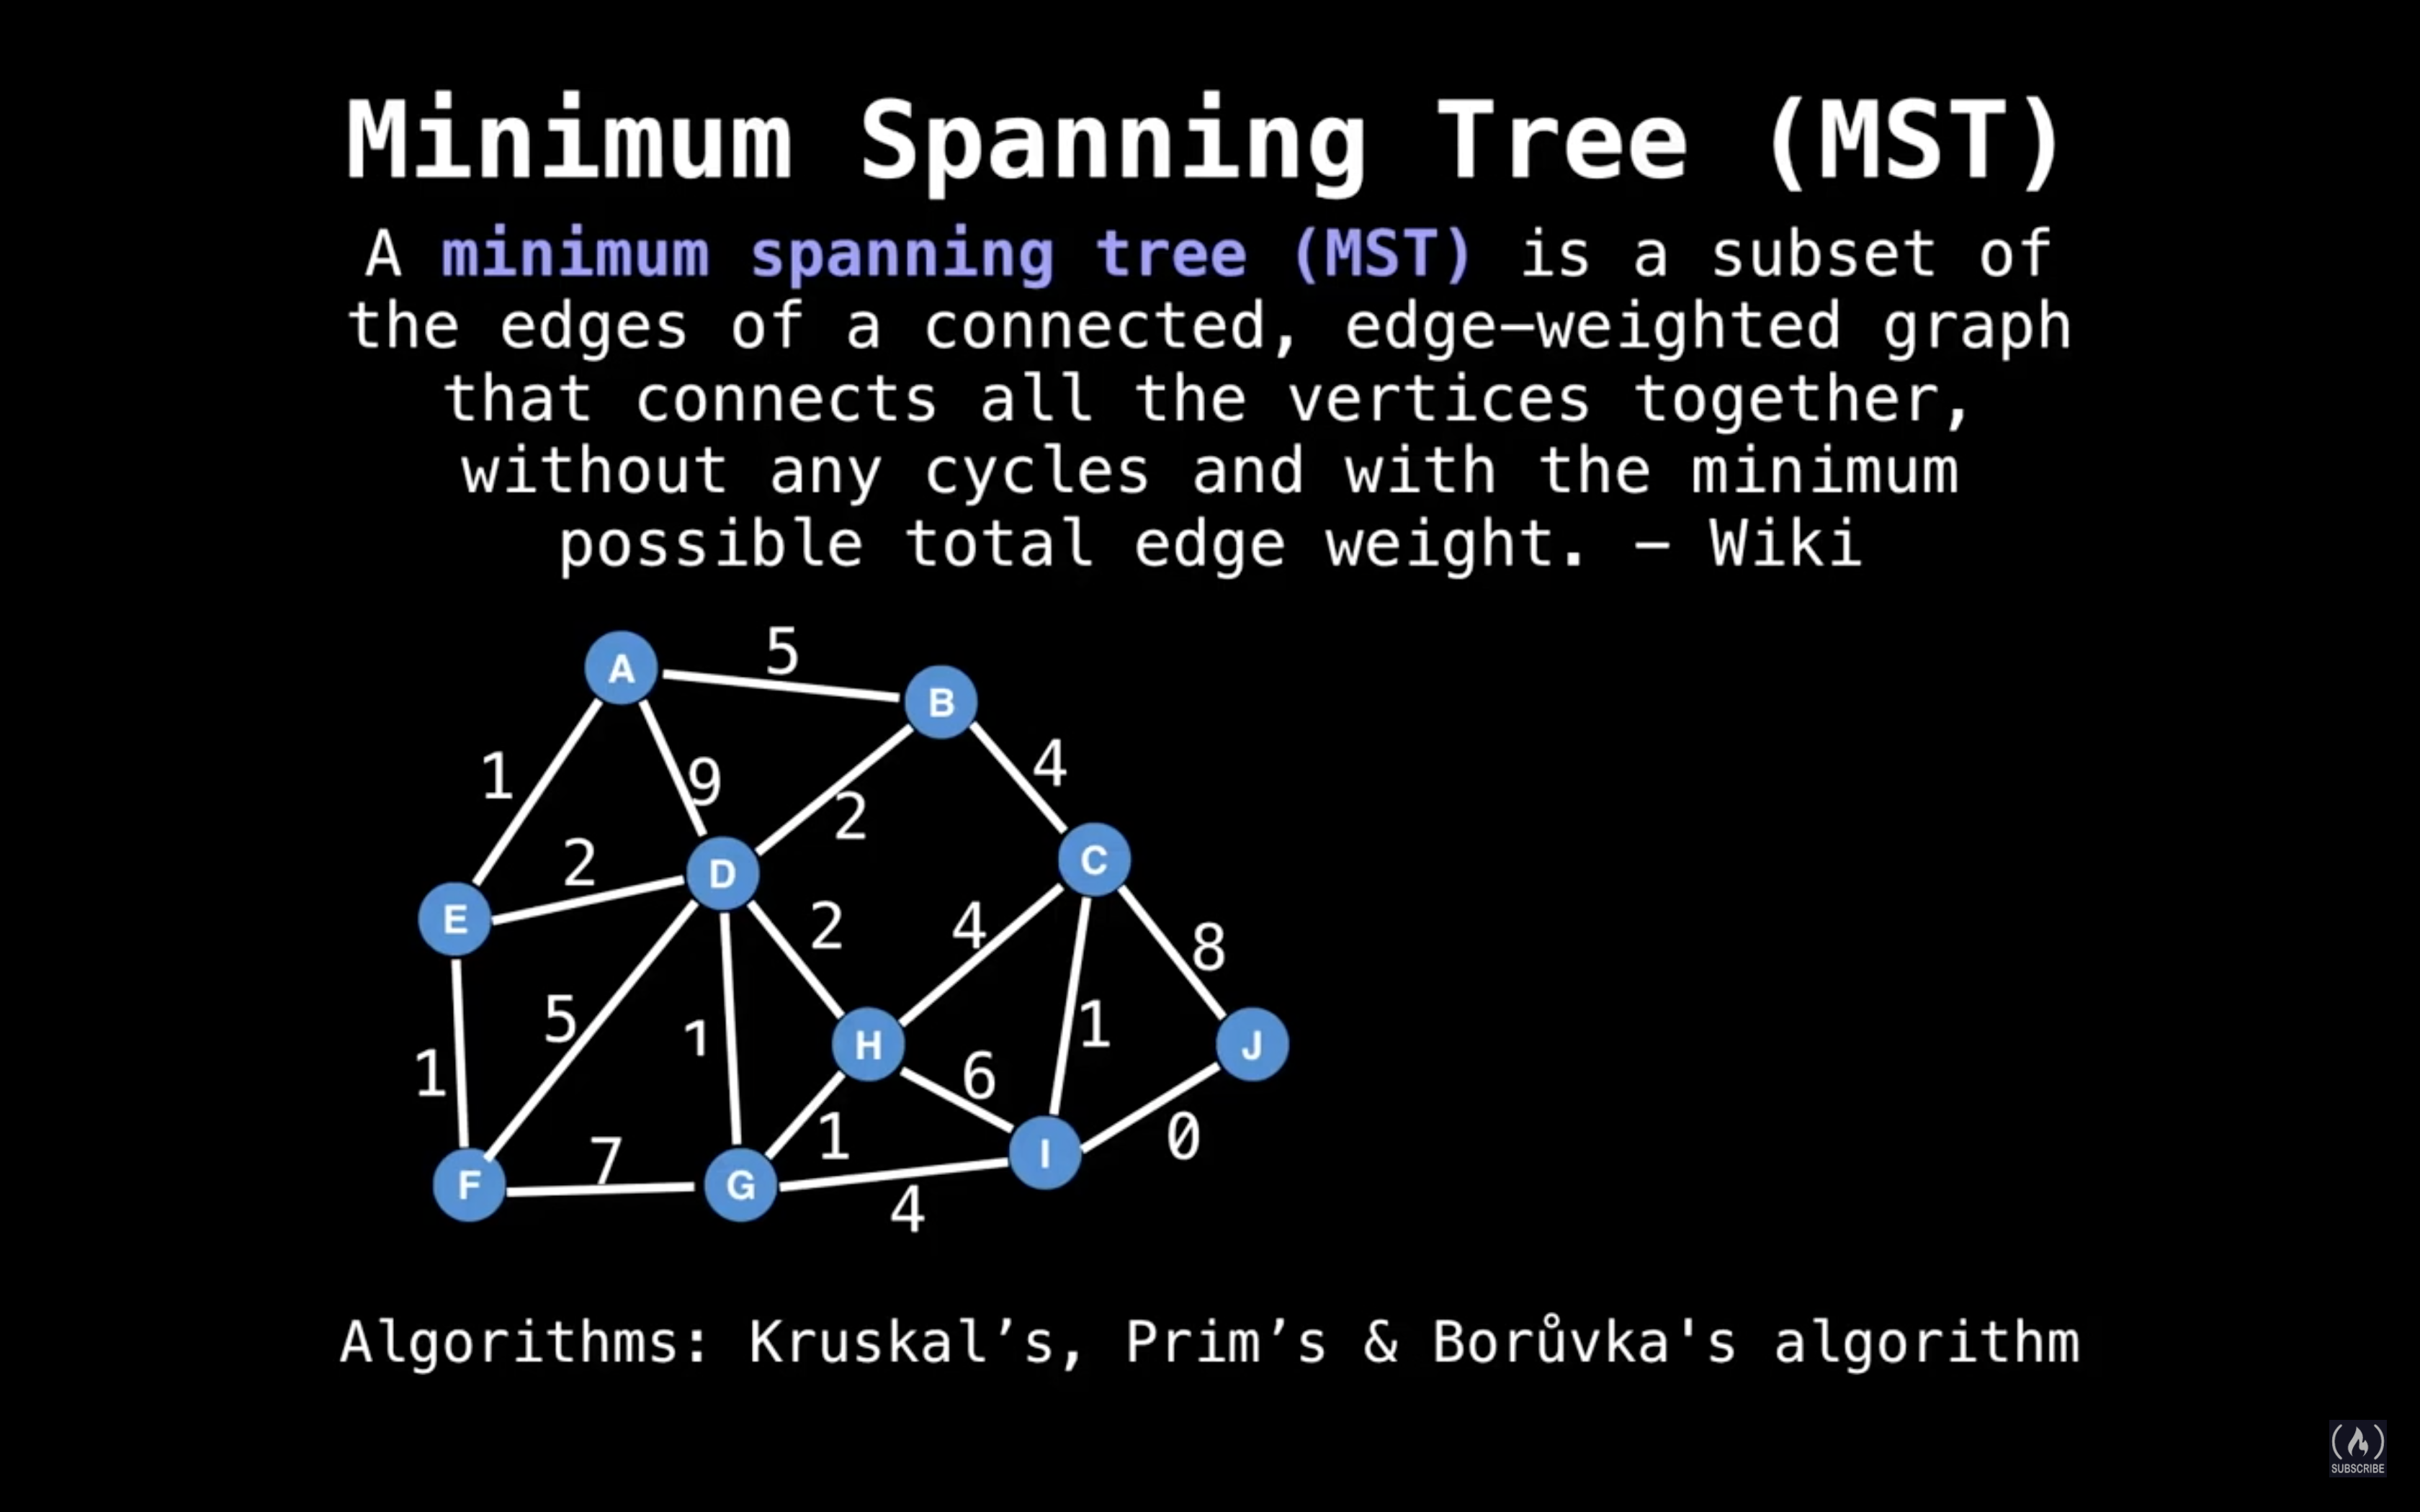 Minimum Spanning Tree (MST)
A minimum spanning tree (MST) is a subset of
the edges of a connected, edge–weighted graph
that connects all the vertices together,
without any cycles and with the minimum
possible total edge weight. – Wiki
5
A
B
4
1
9
2
2
C
D
E
2
4
8
5
1
1
H
J
1
6
7
1
0
I
F
G
4
Algorithms: Kruskal’s, Prim’s & Borůvka's algorithm
SUBSCRIBE